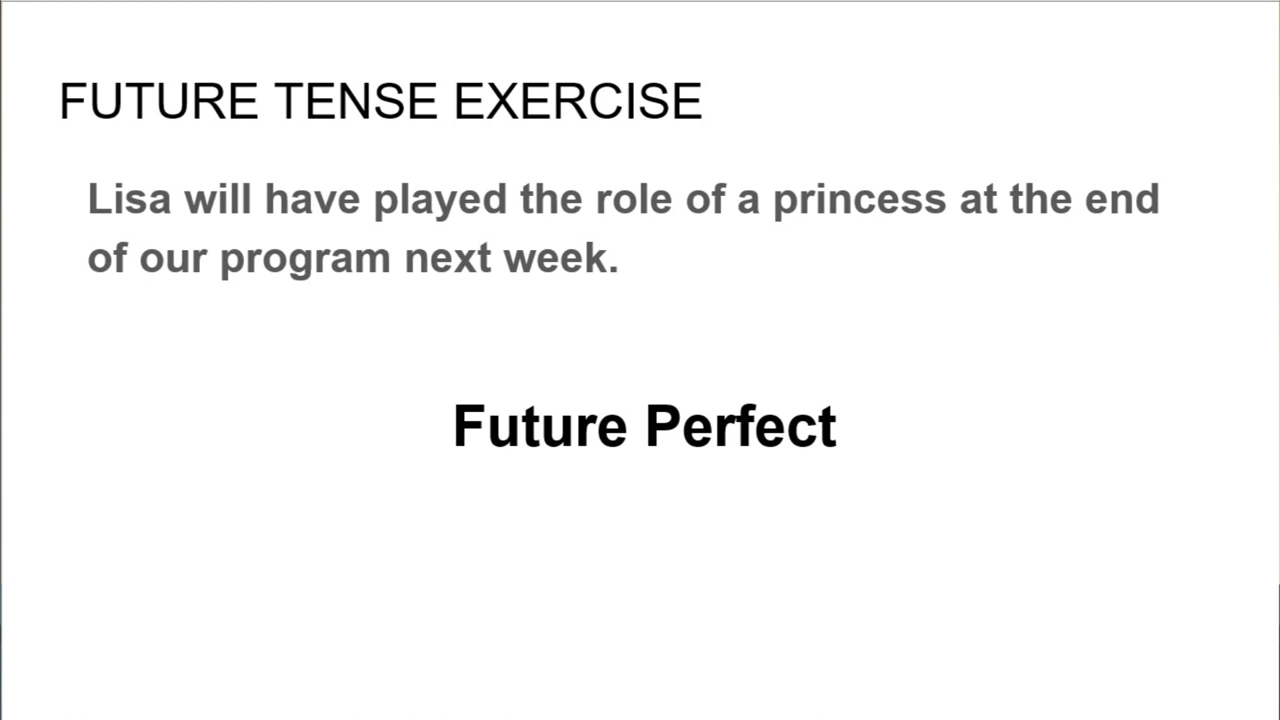 FUTURE TENSE EXERCISE
Lisa will have played the role of a princess at the end
of our program next week.
Future Perfect